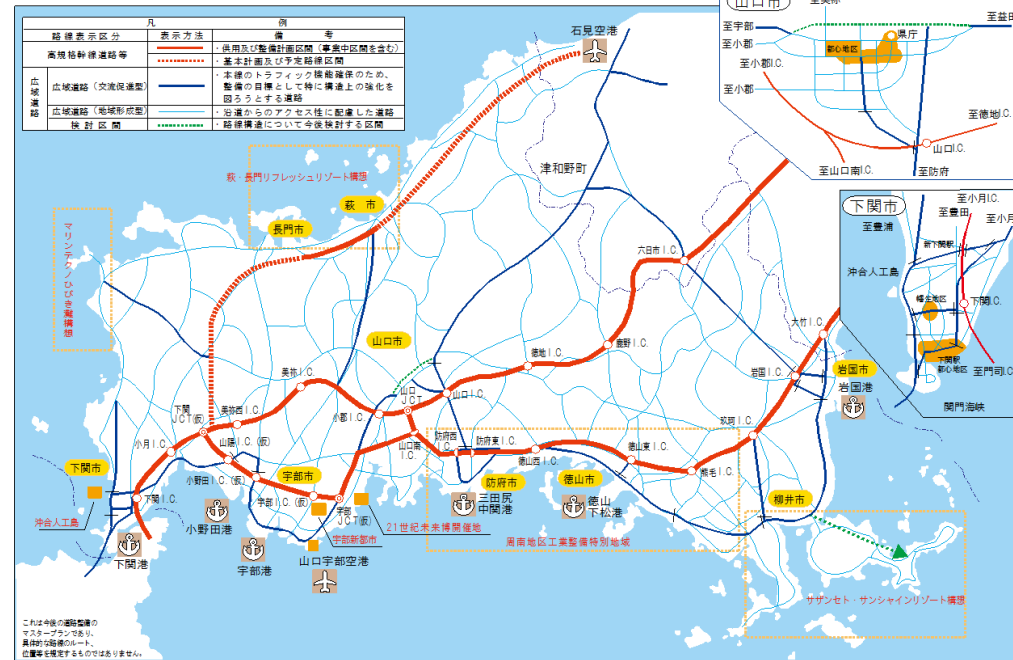 凡例
路線表示区分 表示方法 備考
高規格幹線道路等
・供用及び整備計画区間(事業中区間を含む)
・基本計画及び予定路線区間
広域道路
広域道路(交流促進型)
・本線のトラフィック機能確保のため、
整備の目標として特に構造上の強化を
図ろうとする道路
広域道路(地域形成型)
・沿道からのアクセス性に配慮した道路
検討区間
・路線構造について今後検討する区間
石見空港
津和野町
萩・長門リフレッシュリゾート構想
萩市
長門市
マリンテクノひびき灘構想
六日市I.C.
大竹I.C.
山口市
鹿野I.C.
徳地I.C.
岩国I.C.
岩国市
岩国港
美祢I.C.
山口JCT
山口I.C.
下関JCT(仮)
美祢西I.C.
小郡I.C.
玖珂I.C.
小月I.C.
山陽I.C.(仮)
山口南I.C.
防府西I.C.
防府東I.C.
徳山西I.C.
徳山東I.C.
熊毛I.C.
下関市
宇部市
小野田I.C.(仮)
防府市
徳山市
柳井市
下関I.C.
宇部I.C.(仮)
宇部JCT(仮)
三田尻中関港
徳山下松港
沖合人工島
小野田港
21世紀未来博開催地
宇部新都市
周南地区工業整備特別地域
下関港
宇部港
山口宇部空港
サザンセト・サンシャインリゾート構想
これは今後の道路整備の
マスタープランであり、
具体的な路線のルート、
位置等を規定するものではありません。
山口市
至宇部
至益田
県庁
至小郡
都心地区
至小郡I.C.
至小郡
至徳地I.C.
山口I.C.
至山口南I.C.
至防府
下関市
至小月I.C.
至豊田
至小月
至豊浦
新下関駅
沖合人工島
幡生地区
下関I.C.
下関駅
都心地区
至門司I.C.
関門海峡